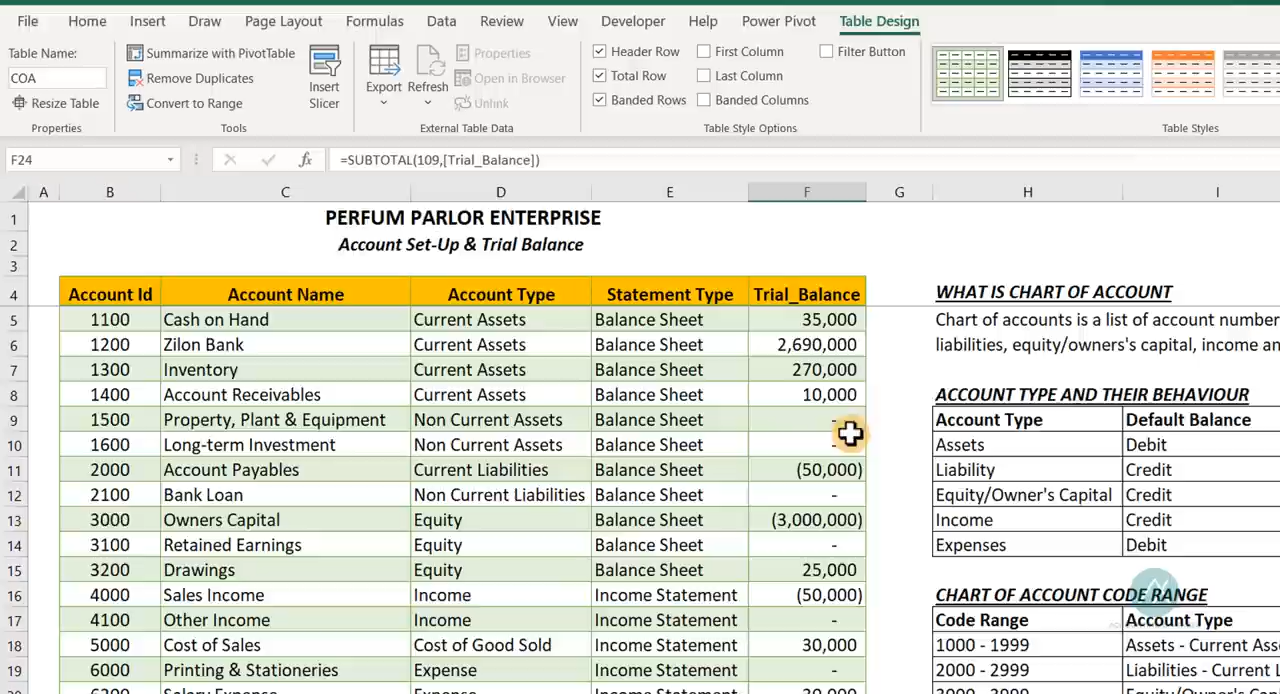 File Home Insert Draw Page Layout Formulas Data Review View Developer Help Power Pivot Table Design
Table Name:
COA
Resize Table
Properties
Summarize with PivotTable
Remove Duplicates
Convert to Range
Tools
Insert
Slicer
Export
Refresh
Properties
Open in Browser
Unlink
External Table Data
Header Row First Column Filter Button
Total Row Last Column
Banded Rows Banded Columns
Table Style Options
Table Styles
F24 fx =SUBTOTAL(109,[Trial_Balance])
A B C D E F G H I
1 PERFUM PARLOR ENTERPRISE
2 Account Set-Up & Trial Balance
3
4 Account Id Account Name Account Type Statement Type Trial_Balance WHAT IS CHART OF ACCOUNT
5 1100 Cash on Hand Current Assets Balance Sheet 35,000 Chart of accounts is a list of account number
6 1200 Zilon Bank Current Assets Balance Sheet 2,690,000 liabilities, equity/owners's capital, income an
7 1300 Inventory Current Assets Balance Sheet 270,000
8 1400 Account Receivables Current Assets Balance Sheet 10,000 ACCOUNT TYPE AND THEIR BEHAVIOUR
9 1500 Property, Plant & Equipment Non Current Assets Balance Sheet - Account Type Default Balance
10 1600 Long-term Investment Non Current Assets Balance Sheet - Assets Debit
11 2000 Account Payables Current Liabilities Balance Sheet (50,000) Liability Credit
12 2100 Bank Loan Non Current Liabilities Balance Sheet - Equity/Owner's Capital Credit
13 3000 Owners Capital Equity Balance Sheet (3,000,000) Income Credit
14 3100 Retained Earnings Equity Balance Sheet - Expenses Debit
15 3200 Drawings Equity Balance Sheet 25,000
16 4000 Sales Income Income Income Statement (50,000) CHART OF ACCOUNT CODE RANGE
17 4100 Other Income Income Income Statement - Code Range Account Type
18 5000 Cost of Sales Cost of Good Sold Income Statement 30,000 1000 - 1999 Assets - Current Asse
19 6000 Printing & Stationeries Expense Income Statement - 2000 - 2999 Liabilities - Current L